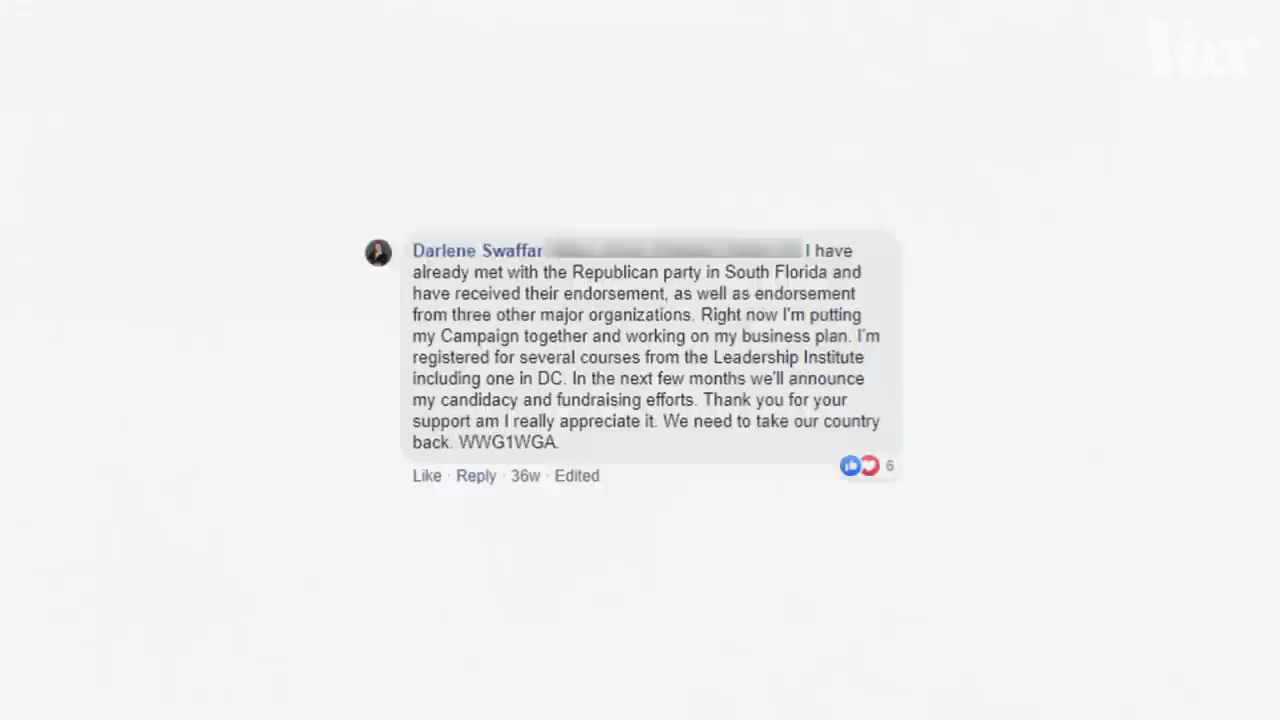 Vox
Darlene Swaffar I have
already met with the Republican party in South Florida and
have received their endorsement, as well as endorsement
from three other major organizations. Right now I'm putting
my Campaign together and working on my business plan. I'm
registered for several courses from the Leadership Institute
including one in DC. In the next few months we'll announce
my candidacy and fundraising efforts. Thank you for your
support am I really appreciate it. We need to take our country
back. WWG1WGA.
Like · Reply · 36w · Edited
6